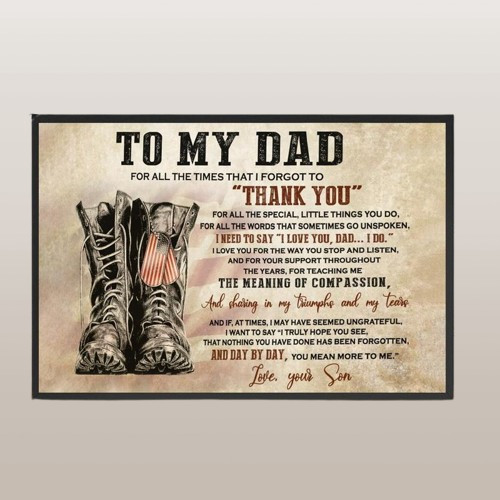 TO MY DAD
FOR ALL THE TIMES THAT I FORGOT TO
"THANK YOU"
FOR ALL THE SPECIAL, LITTLE THINGS YOU DO,
FOR ALL THE WORDS THAT SOMETIMES GO UNSPOKEN,
I NEED TO SAY "I LOVE YOU, DAD... I DO."
I LOVE YOU FOR THE WAY YOU STOP AND LISTEN,
AND FOR YOUR SUPPORT THROUGHOUT
THE YEARS, FOR TEACHING ME
THE MEANING OF COMPASSION,
And sharing in my triumphs and my tears.
AND IF, AT TIMES, I MAY HAVE SEEMED UNGRATEFUL,
I WANT TO SAY "I TRULY HOPE YOU SEE,
THAT NOTHING YOU HAVE DONE HAS BEEN FORGOTTEN,
AND DAY BY DAY, YOU MEAN MORE TO ME."
Love, your Son